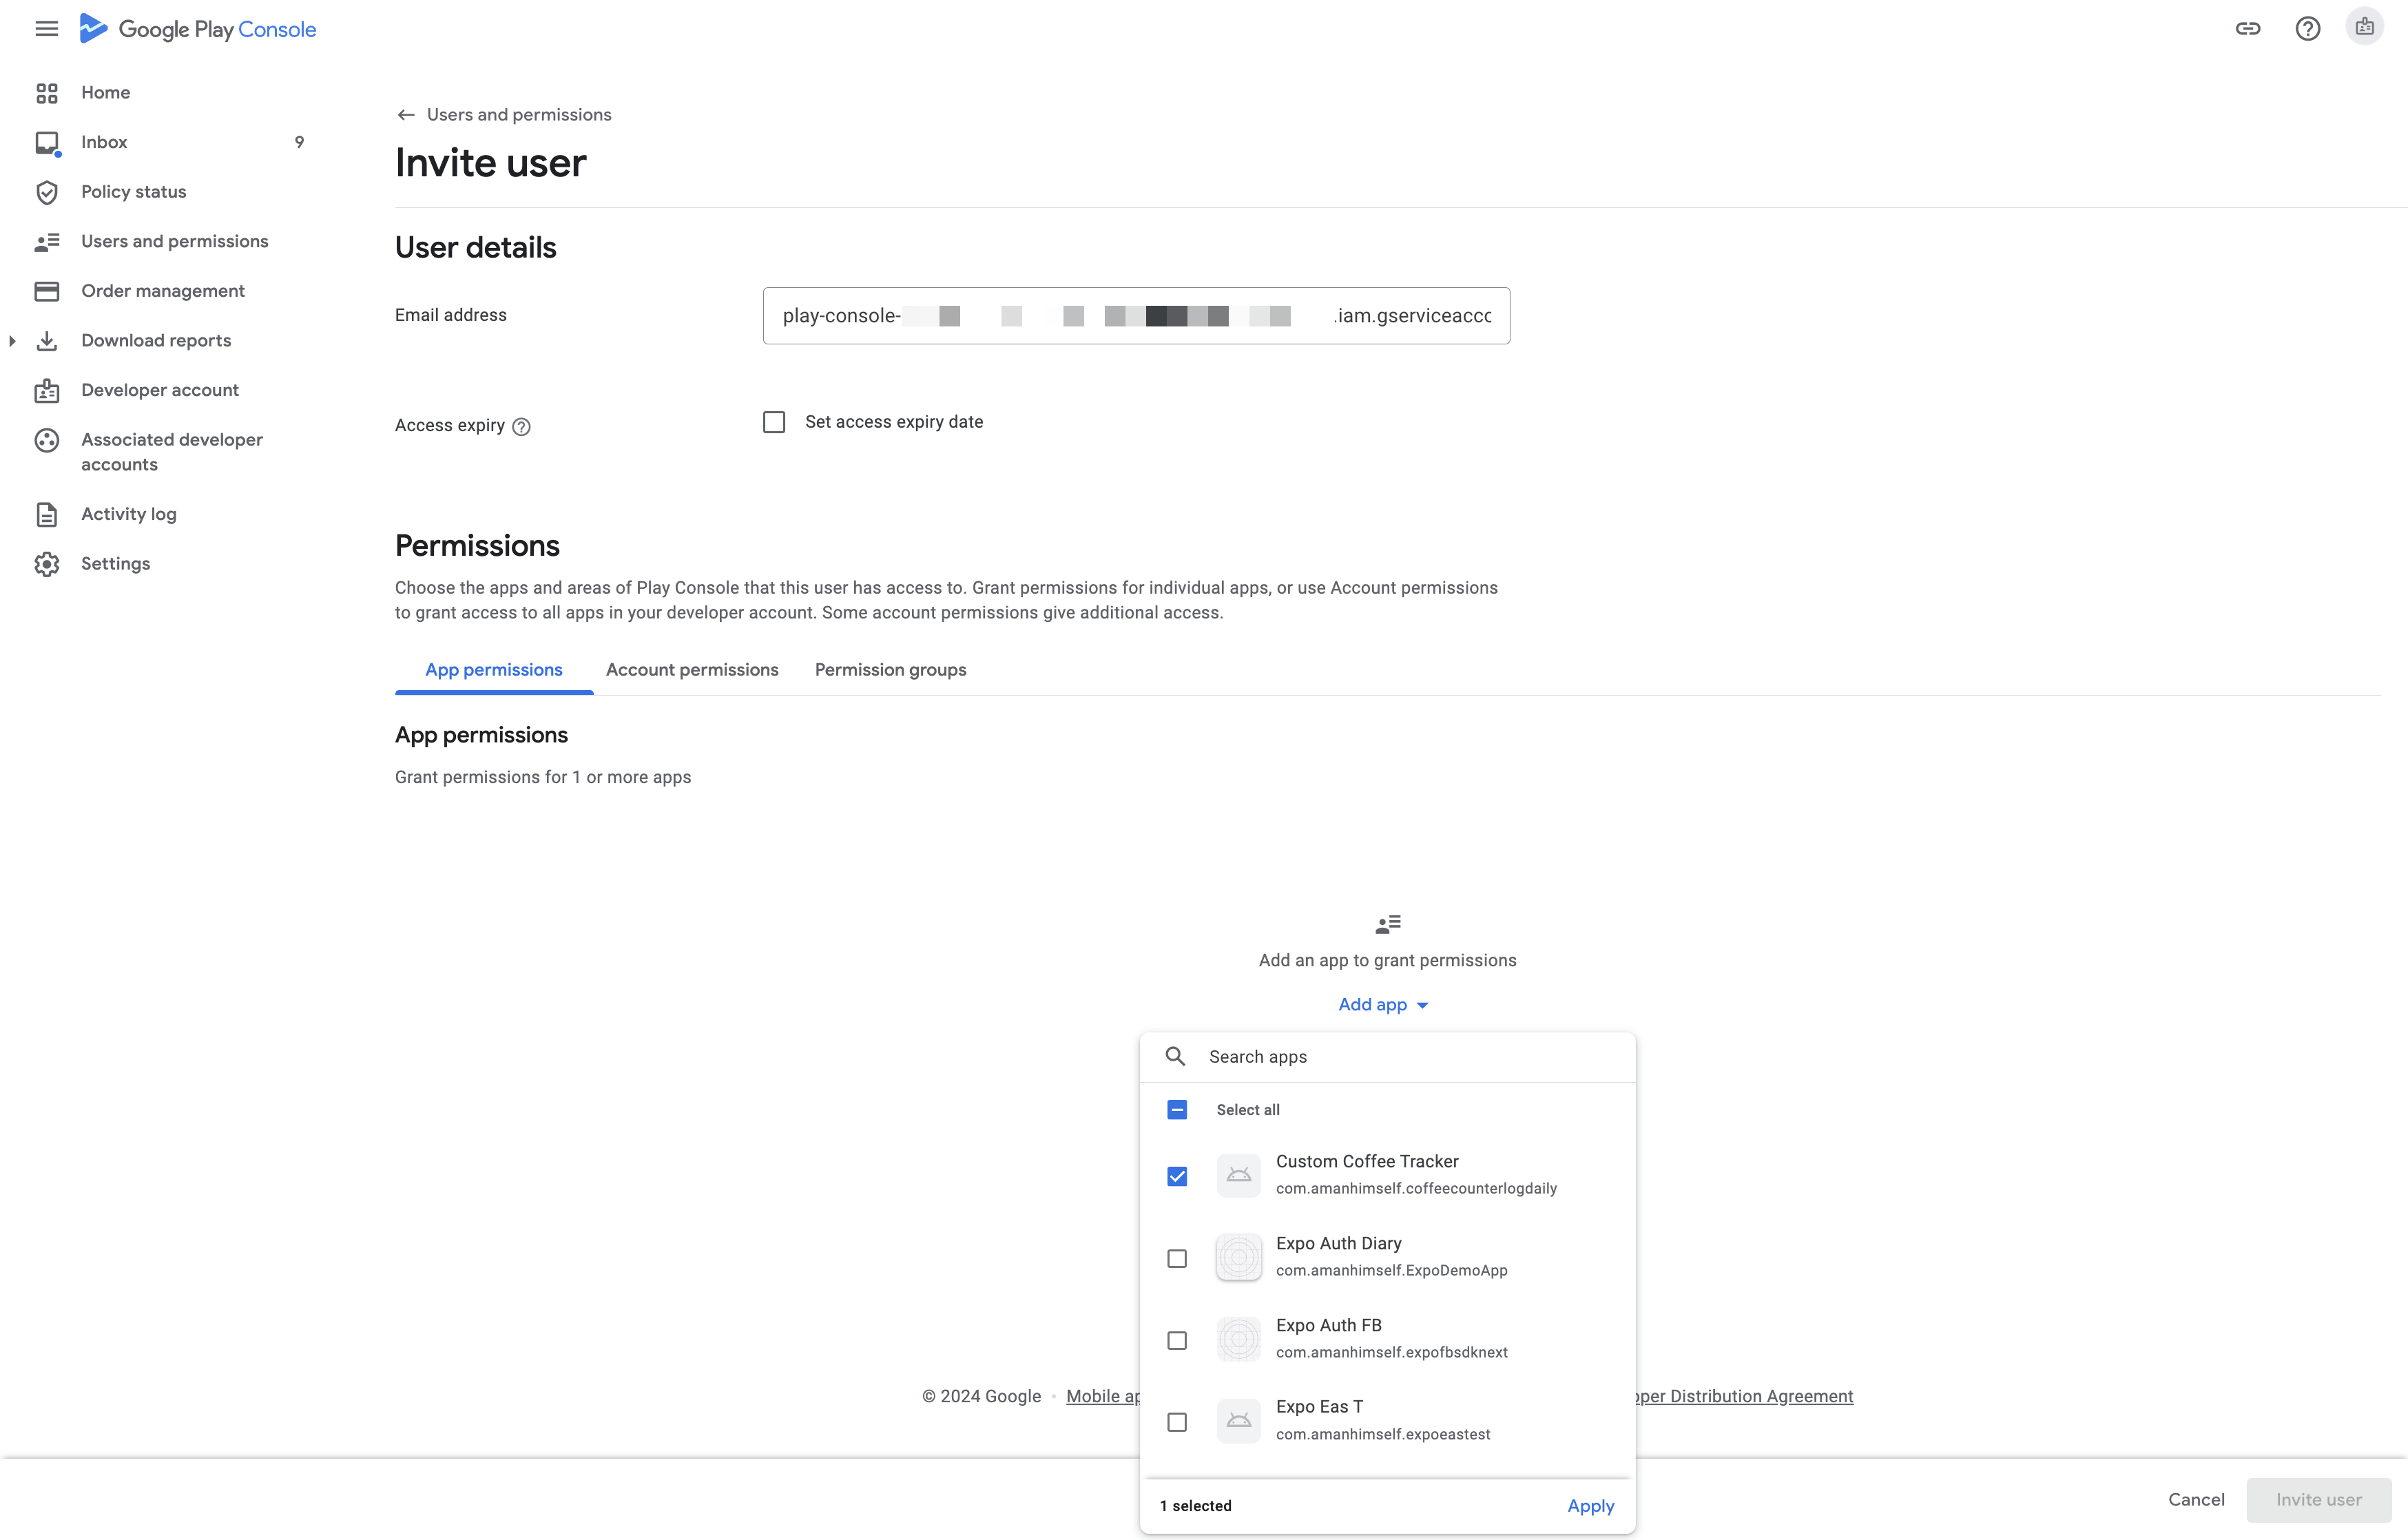 Google Play Console
Home
Inbox 9
Policy status
Users and permissions
Order management
Download reports
Developer account
Associated developer
accounts
Activity log
Settings
Users and permissions
Invite user
User details
Email address
play-console- .iam.gserviceacc
Access expiry
Set access expiry date
Permissions
Choose the apps and areas of Play Console that this user has access to. Grant permissions for individual apps, or use Account permissions
to grant access to all apps in your developer account. Some account permissions give additional access.
App permissions Account permissions Permission groups
App permissions
Grant permissions for 1 or more apps
Add an app to grant permissions
Add app
Search apps
Select all
Custom Coffee Tracker
com.amanhimself.coffeecounterlogdaily
Expo Auth Diary
com.amanhimself.ExpoDemoApp
Expo Auth FB
com.amanhimself.expofbsdknext
Expo Eas T
com.amanhimself.expoeastest
1 selected Apply
© 2024 Google • Mobile ap per Distribution Agreement
Cancel Invite user